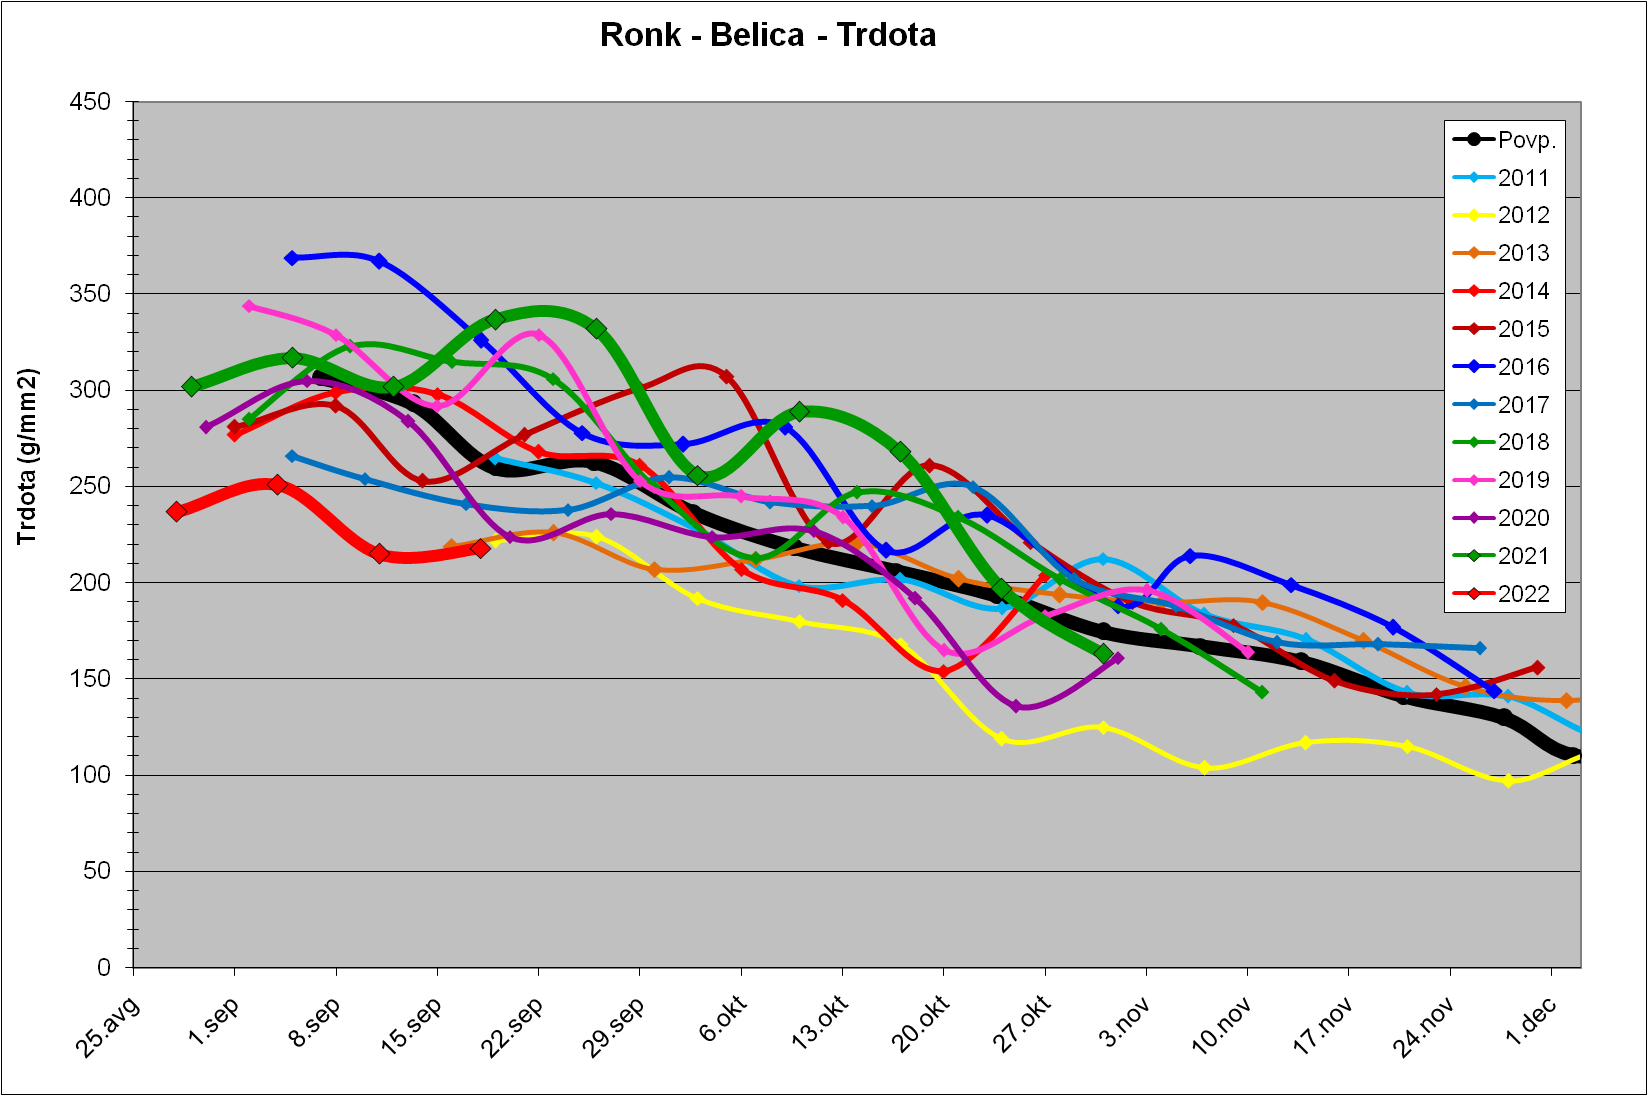 Ronk - Belica - Trdota
Trdota (g/mm2)
450
400
350
300
250
200
150
100
50
0
25.avg
1.sep
8.sep
15.sep
22.sep
29.sep
6.okt
13.okt
20.okt
27.okt
3.nov
10.nov
17.nov
24.nov
1.dec
Povp.
2011
2012
2013
2014
2015
2016
2017
2018
2019
2020
2021
2022